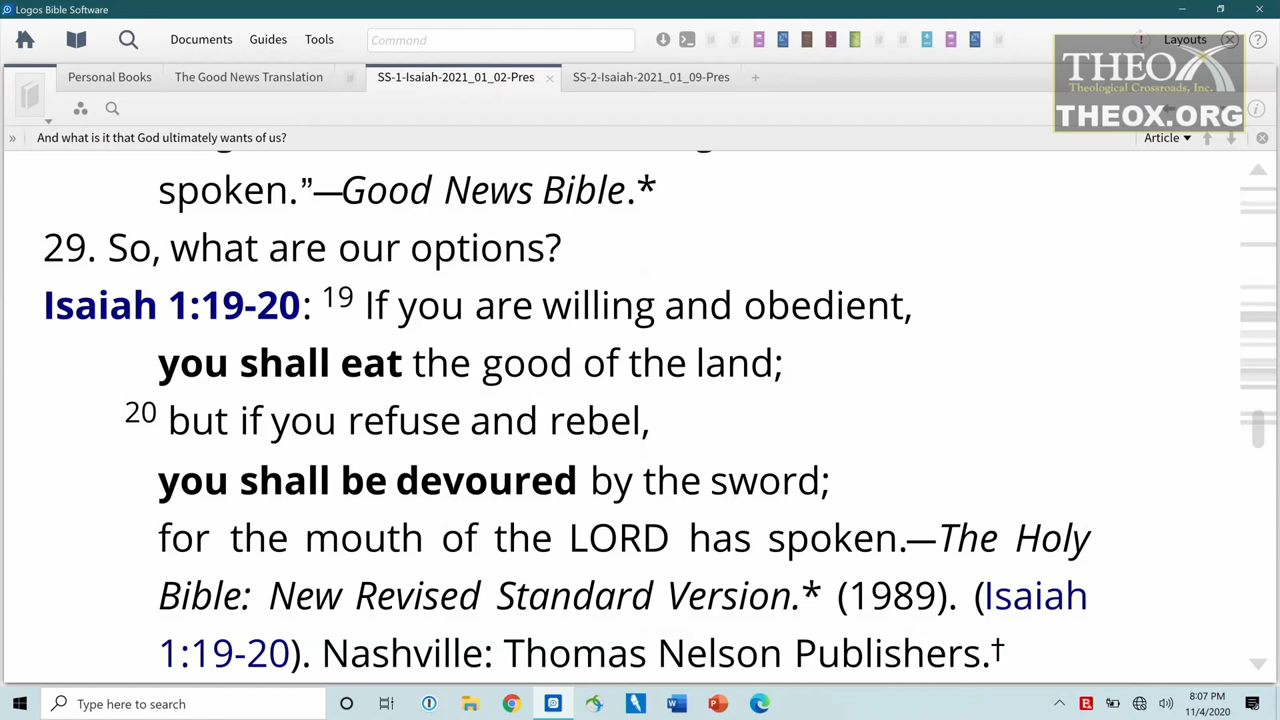 Logos Bible Software
Documents Guides Tools Command Layouts
Personal Books The Good News Translation SS-1-Isaiah-2021_01_02-Pres SS-2-Isaiah-2021_01_09-Pres
THEOX
Theological Crossroads, Inc.
THEOX.ORG
And what is it that God ultimately wants of us? Article
spoken.”—Good News Bible.*
29. So, what are our options?
Isaiah 1:19-20: 19 If you are willing and obedient,
you shall eat the good of the land;
20 but if you refuse and rebel,
you shall be devoured by the sword;
for the mouth of the LORD has spoken.—The Holy
Bible: New Revised Standard Version.* (1989). (Isaiah
1:19-20). Nashville: Thomas Nelson Publishers.†
Type here to search
8:07 PM
11/4/2020